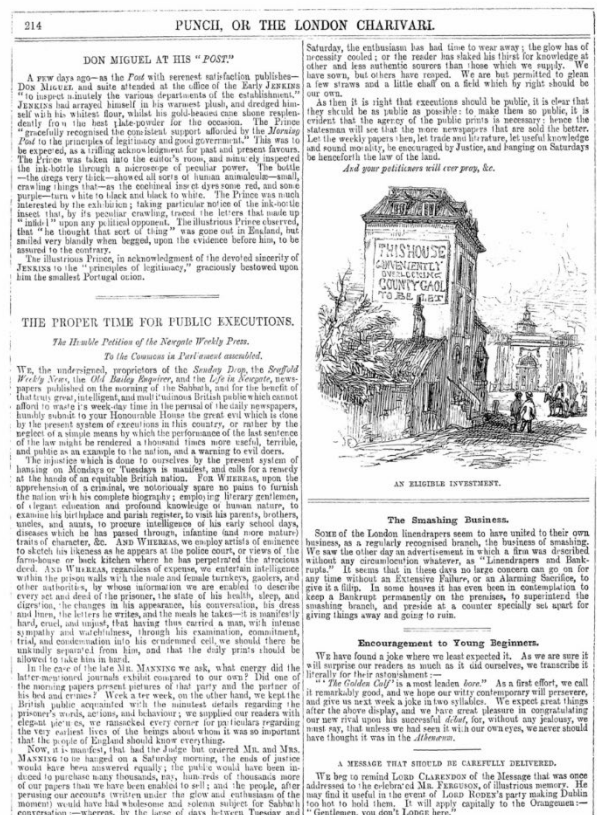 214
PUNCH, OR THE LONDON CHARIVARI.
DON MIGUEL AT HIS "POST."
A few days ago—as the Post with serenest satisfaction publishes—
Don Miguel and suite attended at the office of the Early Jenkins
"to inspect minutely the various departments of the establishment."
Jenkins had arrayed himself in his warmest plush, and dredged him-
self with his whitest flour, whilst his gold-headed cane shone resplen-
dently from the best plate-powder for the occasion. The Prince
"gracefully recognised the consistent support afforded by the Morning
Post to the principles of legitimacy and good government." This was to
be expected, as a trifling acknowledgment for past and present favours.
The Prince was taken into the editor's room, and minutely inspected
the ink-bottle through a microscope of peculiar power. The bottle
—the dregs very thick—showed all sorts of human animalculæ—small,
crawling things that—as the cochineal insect dyes some red, and some
purple—turn white to black and black to white. The Prince was much
interested by the exhibition; taking particular notice of the ink-bottle
insect that, by its peculiar crawling, traced the letters that made up
"infidel" upon any political opponent. The illustrious Prince observed,
that "he thought that sort of thing" was gone out in England, but
smiled very blandly when begged, upon the evidence before him, to be
assured to the contrary.
The illustrious Prince, in acknowledgment of the devoted sincerity of
Jenkins to the "principles of legitimacy," graciously bestowed upon
him the smallest Portugal onion.
THE PROPER TIME FOR PUBLIC EXECUTIONS.
The Humble Petition of the Newgate Weekly Press.
To the Commons in Parliament assembled.
We, the undersigned, proprietors of the Sunday Drop, the Scaffold
Weekly News, the Old Bailey Enquirer, and the Life in Newgate, news-
papers published on the morning of the Sabbath, and for the benefit of
that truly great, intelligent, and multitudinous British public which cannot
afford to waste its week-day time in the perusal of the daily newspapers,
humbly submit to your Honourable House the great evil which is done
by the present system of executions in this country, or rather by the
neglect of a simple means by which the performance of the last sentence
of the law might be rendered a thousand times more useful, terrible,
and public as an example to the nation, and a warning to evil doers.
The injustice which is done to ourselves by the present system of
hanging on Mondays or Tuesdays is manifest, and calls for a remedy
at the hands of an equitable British nation. For Whereas, upon the
apprehension of a criminal, we notoriously spare no pains to furnish
the nation with his complete biography; employing literary gentlemen,
of elegant education and profound knowledge of human nature, to
examine his birthplace and parish register, to visit his parents, brothers,
uncles, and aunts, to procure intelligence of his early school days,
diseases which he has passed through, infantine (and more mature)
traits of character, &c. And Whereas, we employ artists of eminence
to sketch his likeness as he appears at the police court, or views of the
farm-house or back kitchen where he has perpetrated the atrocious
deed. And Whereas, regardless of expense, we entertain intelligence
within the prison walls with the male and female turnkeys, gaolers, and
other authorities, by whose information we are enabled to describe
every act and deed of the prisoner, the state of his health, sleep, and
digestion, the changes in his appearance, his conversation, his dress
and linen, the letters he writes, and the meals he takes—it is manifestly
hard, cruel, and unjust, that having thus carried a man, with intense
sympathy and watchfulness, through his examination, commitment,
trial, and condemnation into his condemned cell, we should there be
unkindly separated from him, and that the daily prints should be
allowed to take him in hand.
In the case of the late Mr. Manning we ask, what energy did the
latter-mentioned journals exhibit compared to our own? Did one of
the morning papers present pictures of that party and the partner of
his bed and crimes? Week after week, on the other hand, we kept the
British public acquainted with the minutest details regarding the
prisoner's words, actions, and behaviour; we supplied our readers with
elegant pictures, we ransacked every corner for particulars regarding
the very earliest lives of the beings about whom it was so important
that the people of England should know everything.
Now, it is manifest, that had the Judge but ordered Mr. and Mrs.
Manning to be hanged on a Saturday morning, the ends of justice
would have been answered equally; the public would have been in-
duced to purchase many thousands, nay, hundreds of thousands more
of our papers than we have been enabled to sell; and the people, after
perusing our accounts (written under the glow and enthusiasm of the
moment) would have had wholesome and solemn subject for Sabbath
conversation:—whereas, by the lapse of days between Tuesday and
Saturday, the enthusiasm has had time to wear away; the glow has of
necessity cooled; or the reader has slaked his thirst for knowledge at
other and less authentic sources than those which we supply. We
have sown, but others have reaped. We are but permitted to glean
a few straws and a little chaff on a field which by right should be
our own.
As then it is right that executions should be public, it is clear that
they should be as public as possible: to make them so public, it is
evident that the agency of the public prints is necessary: hence the
statesman will see that the more newspapers that are sold the better.
Let the weekly papers then, let trade and literature, let useful knowledge
and sound morality, be encouraged by Justice, and hanging on Saturdays
be henceforth the law of the land.
And your petitioners will ever pray, &c.
THIS HOUSE
CONVENIENTLY
OVERLOOKING
COUNTY GAOL
TO BE LET
AN ELIGIBLE INVESTMENT.
The Smashing Business.
Some of the London linendrapers seem to have united to their own
business, as a regularly recognised branch, the business of smashing.
We saw the other day an advertisement in which a firm was described
without any circumlocution whatever, as "Linendrapers and Bank-
rupts." It seems that in these days no large concern can go on for
any time without an Extensive Failure, or an Alarming Sacrifice, to
give it a fillip. In some houses it has even been in contemplation to
keep a Bankrupt permanently on the premises, to superintend the
smashing branch, and preside at a counter specially set apart for
giving things away and going to ruin.
Encouragement to Young Beginners.
We have found a joke where we least expected it. As we are sure it
will surprise our readers as much as it did ourselves, we transcribe it
literally for their astonishment:—
"'The Golden Calf' is a most leaden bore." As a first effort, we call
it remarkably good, and we hope our witty contemporary will persevere,
and give us next week a joke in two syllables. We expect great things
after the above display, and we have great pleasure in congratulating
our new rival upon his successful début, for, without any jealousy, we
must say, that unless we had seen it with our own eyes, we never should
have thought it was in the Athenæum.
A MESSAGE THAT SHOULD BE CAREFULLY DELIVERED.
We beg to remind Lord Clarendon of the Message that was once
addressed to the celebrated Mr. Ferguson, of illustrious memory. He
may find it useful in the event of Lord Roden's party making Dublin
too hot to hold them. It will apply capitally to the Orangemen:—
"Gentlemen, you don't Lodge here."